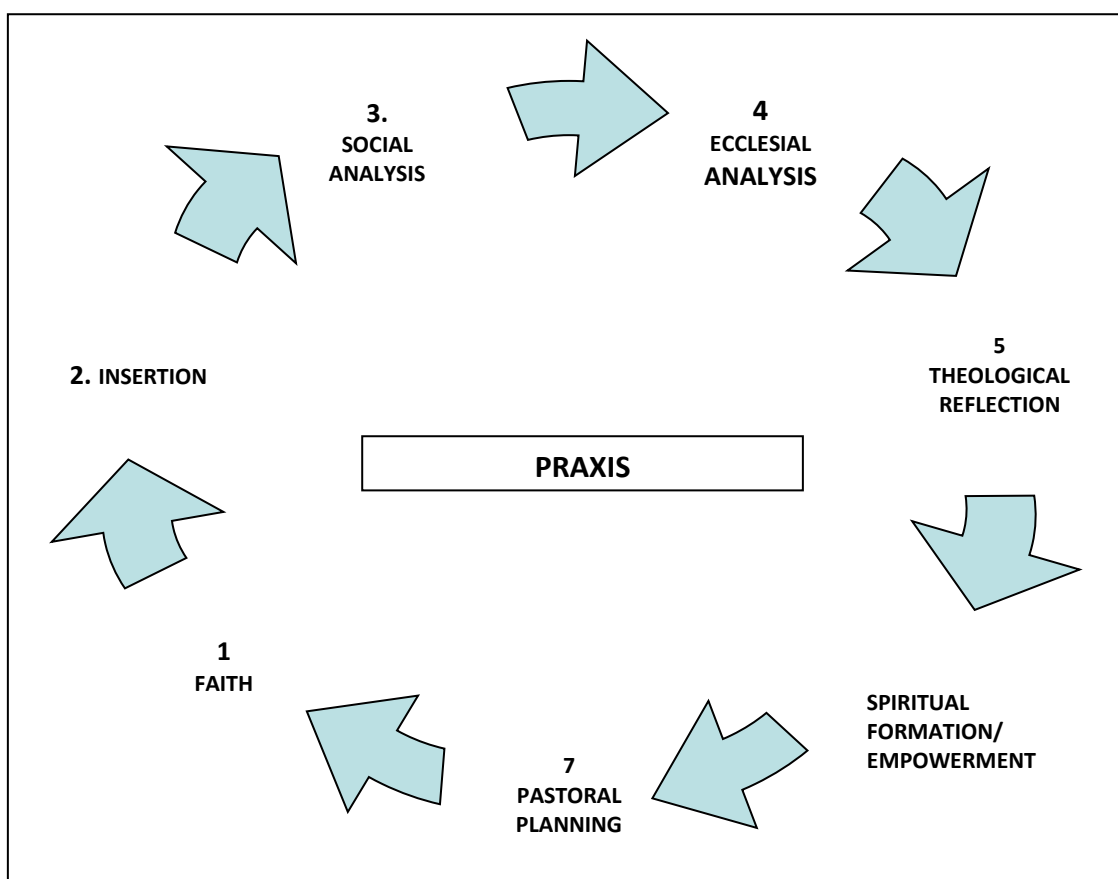 3.
SOCIAL
ANALYSIS
4
ECCLESIAL
ANALYSIS
2. INSERTION
5
THEOLOGICAL
REFLECTION
PRAXIS
1
FAITH
SPIRITUAL
FORMATION/
EMPOWERMENT
7
PASTORAL
PLANNING